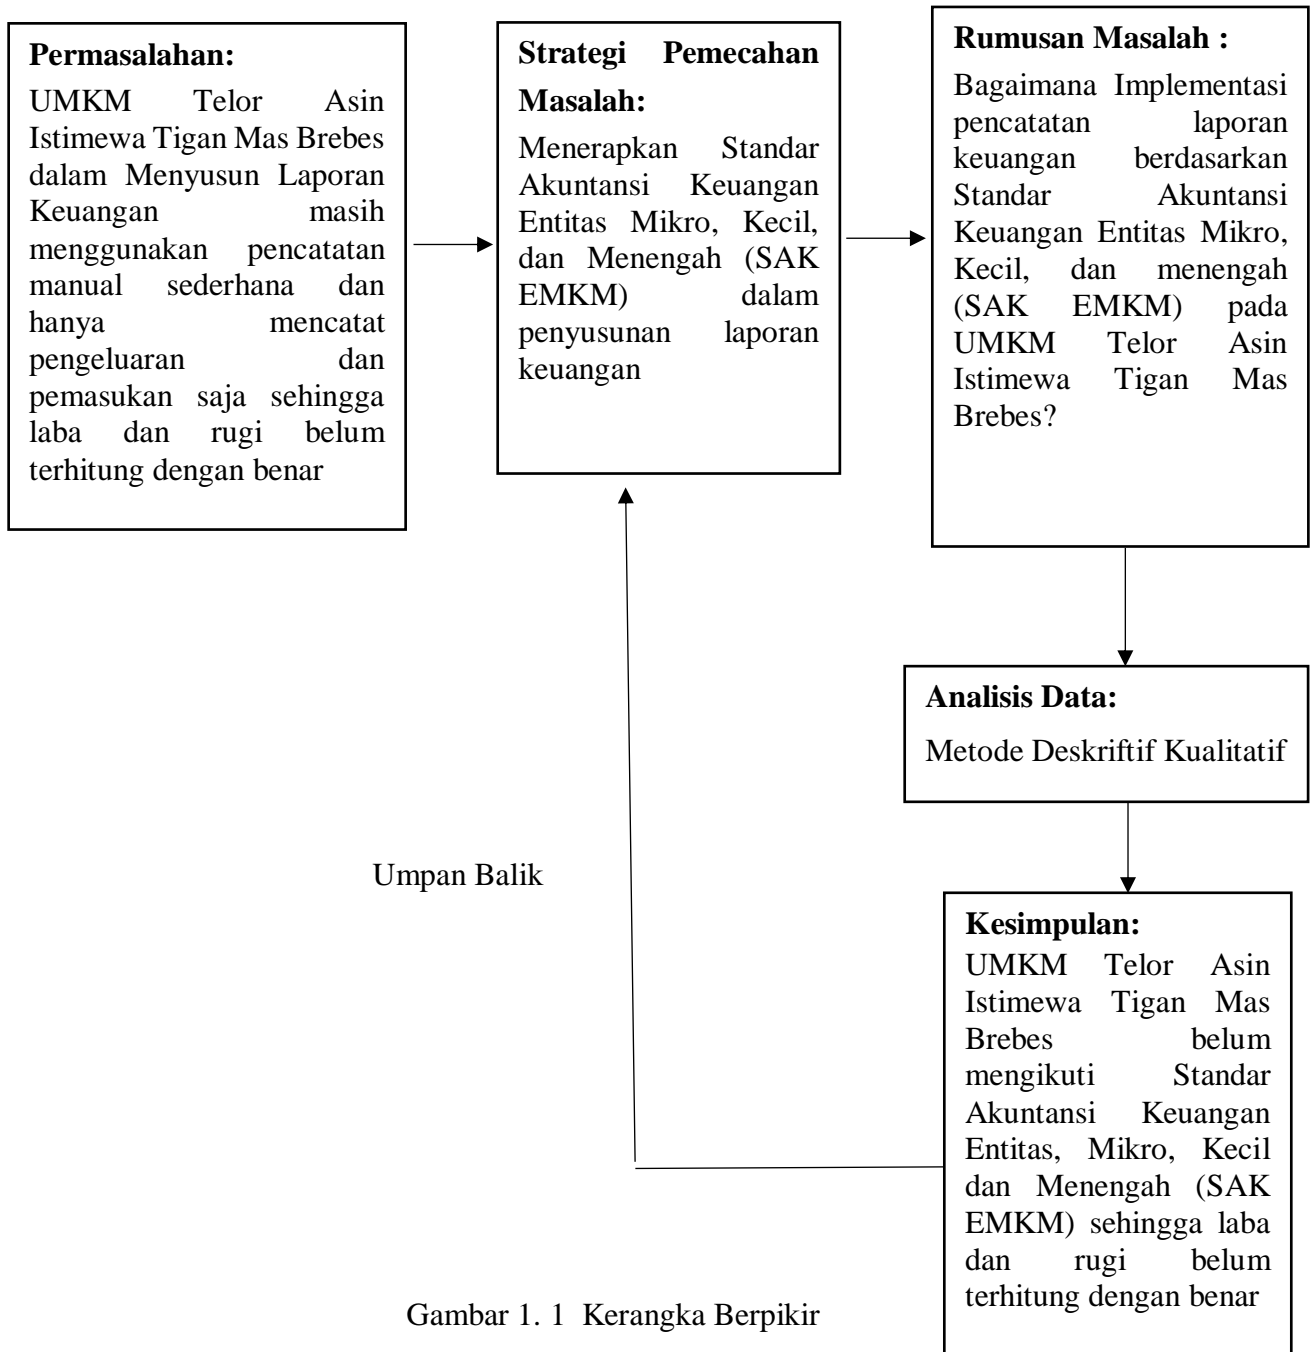 Permasalahan:
UMKM Telor Asin
Istimewa Tigan Mas Brebes
dalam Menyusun Laporan
Keuangan masih
menggunakan pencatatan
manual sederhana dan
hanya mencatat
pengeluaran dan
pemasukan saja sehingga
laba dan rugi belum
terhitung dengan benar
Strategi Pemecahan
Masalah:
Menerapkan Standar
Akuntansi Keuangan
Entitas Mikro, Kecil,
dan Menengah (SAK
EMKM) dalam
penyusunan laporan
keuangan
Rumusan Masalah :
Bagaimana Implementasi
pencatatan laporan
keuangan berdasarkan
Standar Akuntansi
Keuangan Entitas Mikro,
Kecil, dan menengah
(SAK EMKM) pada
UMKM Telor Asin
Istimewa Tigan Mas
Brebes?
Analisis Data:
Metode Deskriftif Kualitatif
Umpan Balik
Kesimpulan:
UMKM Telor Asin
Istimewa Tigan Mas
Brebes belum
mengikuti Standar
Akuntansi Keuangan
Entitas, Mikro, Kecil
dan Menengah (SAK
EMKM) sehingga laba
dan rugi belum
terhitung dengan benar
Gambar 1. 1 Kerangka Berpikir